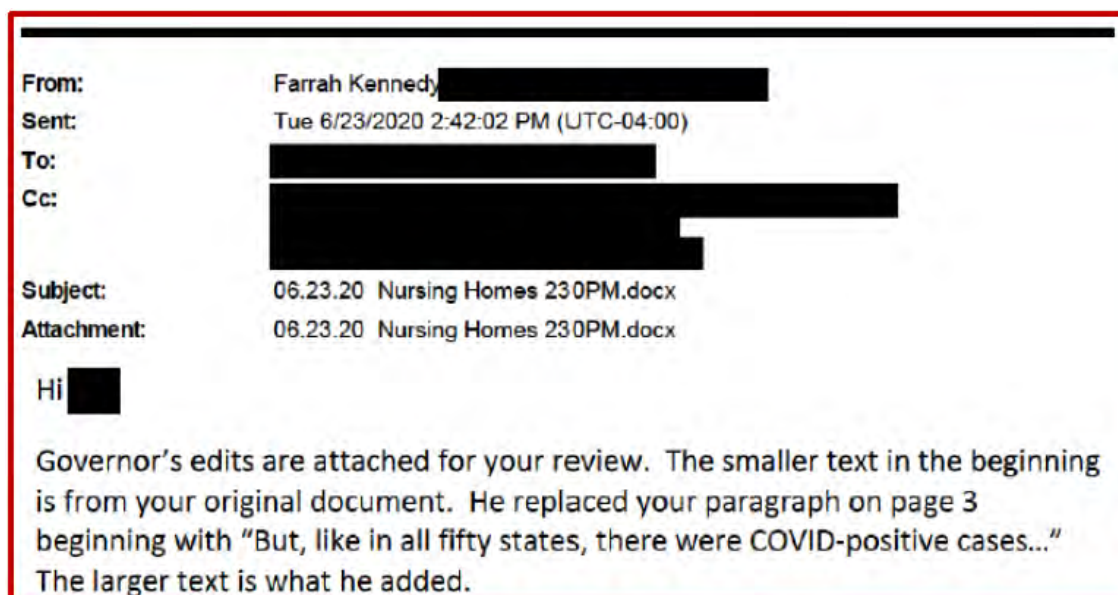 From: Farrah Kennedy
Sent: Tue 6/23/2020 2:42:02 PM (UTC-04:00)
To:
Cc:
Subject: 06.23.20 Nursing Homes 230PM.docx
Attachment: 06.23.20 Nursing Homes 230PM.docx
Hi
Governor’s edits are attached for your review. The smaller text in the beginning
is from your original document. He replaced your paragraph on page 3
beginning with “But, like in all fifty states, there were COVID-positive cases…”
The larger text is what he added.